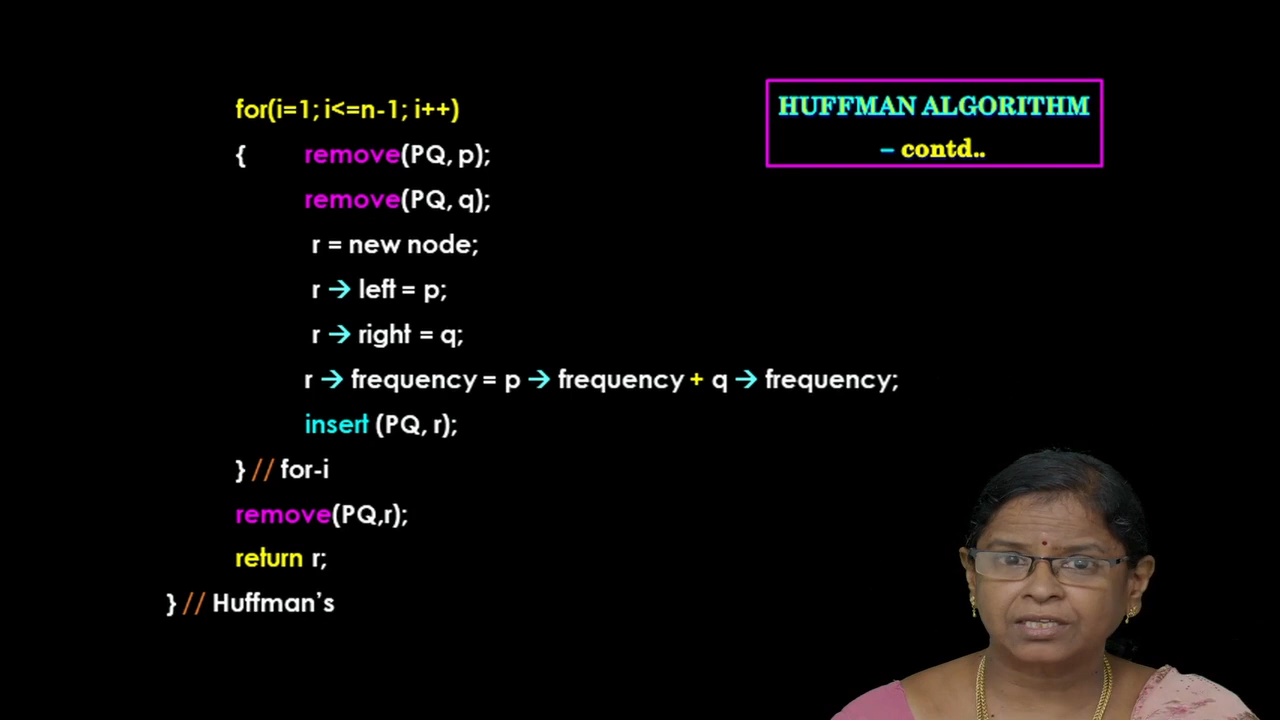 for(i=1; i<=n-1; i++)
{ remove(PQ, p);
remove(PQ, q);
r = new node;
r → left = p;
r → right = q;
r → frequency = p → frequency + q → frequency;
insert (PQ, r);
} // for-i
remove(PQ,r);
return r;
} // Huffman’s
HUFFMAN ALGORITHM
– contd..